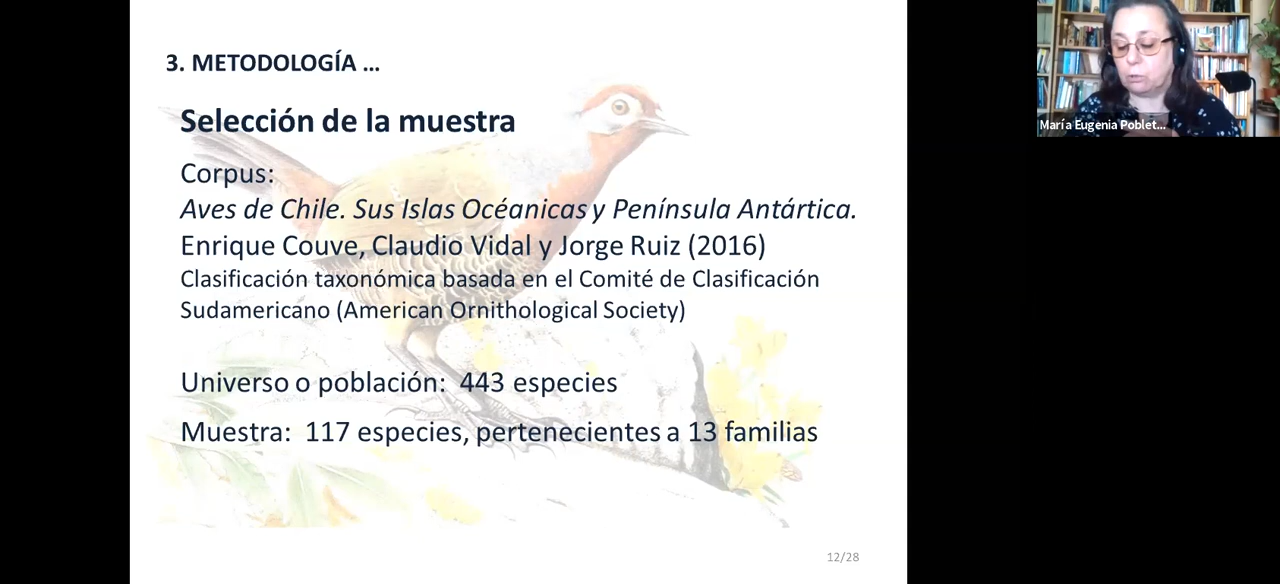 3. METODOLOGÍA ...
Selección de la muestra
Corpus:
Aves de Chile. Sus Islas Océanicas y Península Antártica.
Enrique Couve, Claudio Vidal y Jorge Ruiz (2016)
Clasificación taxonómica basada en el Comité de Clasificación
Sudamericano (American Ornithological Society)
Universo o población: 443 especies
Muestra: 117 especies, pertenecientes a 13 familias
12/28
María Eugenia Poblet...